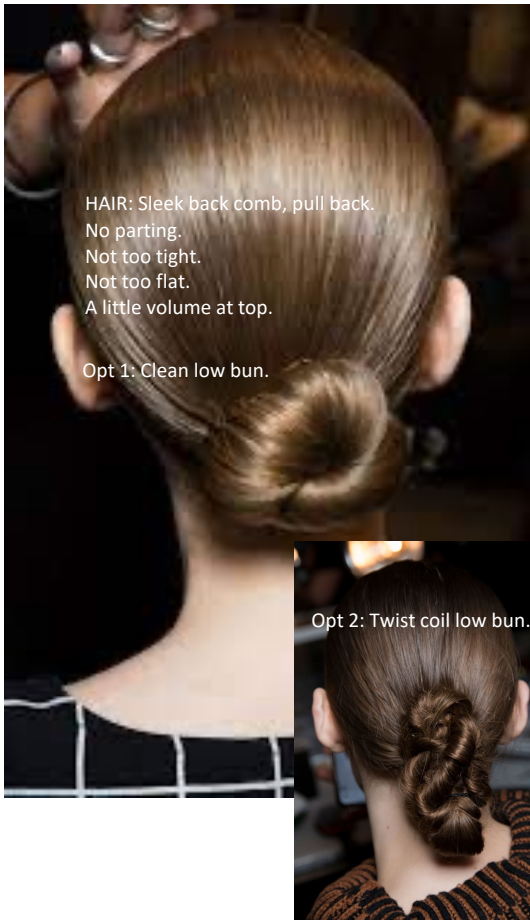 HAIR: Sleek back comb, pull back.
No parting.
Not too tight.
Not too flat.
A little volume at top.
Opt 1: Clean low bun.
Opt 2: Twist coil low bun.